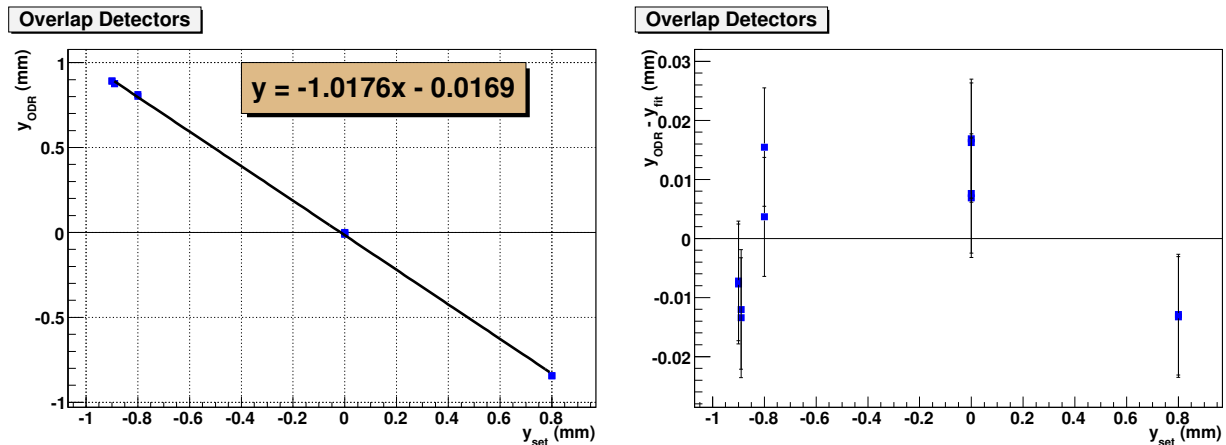 Overlap Detectors
y_ODR (mm)
1
0.5
0
-0.5
-1
y = -1.0176x - 0.0169
-1 -0.8 -0.6 -0.4 -0.2 0 0.2 0.4 0.6 0.8
y_set (mm)
Overlap Detectors
y_ODR - y_fit (mm)
0.03
0.02
0.01
0
-0.01
-0.02
-1 -0.8 -0.6 -0.4 -0.2 0 0.2 0.4 0.6 0.8
y_set (mm)